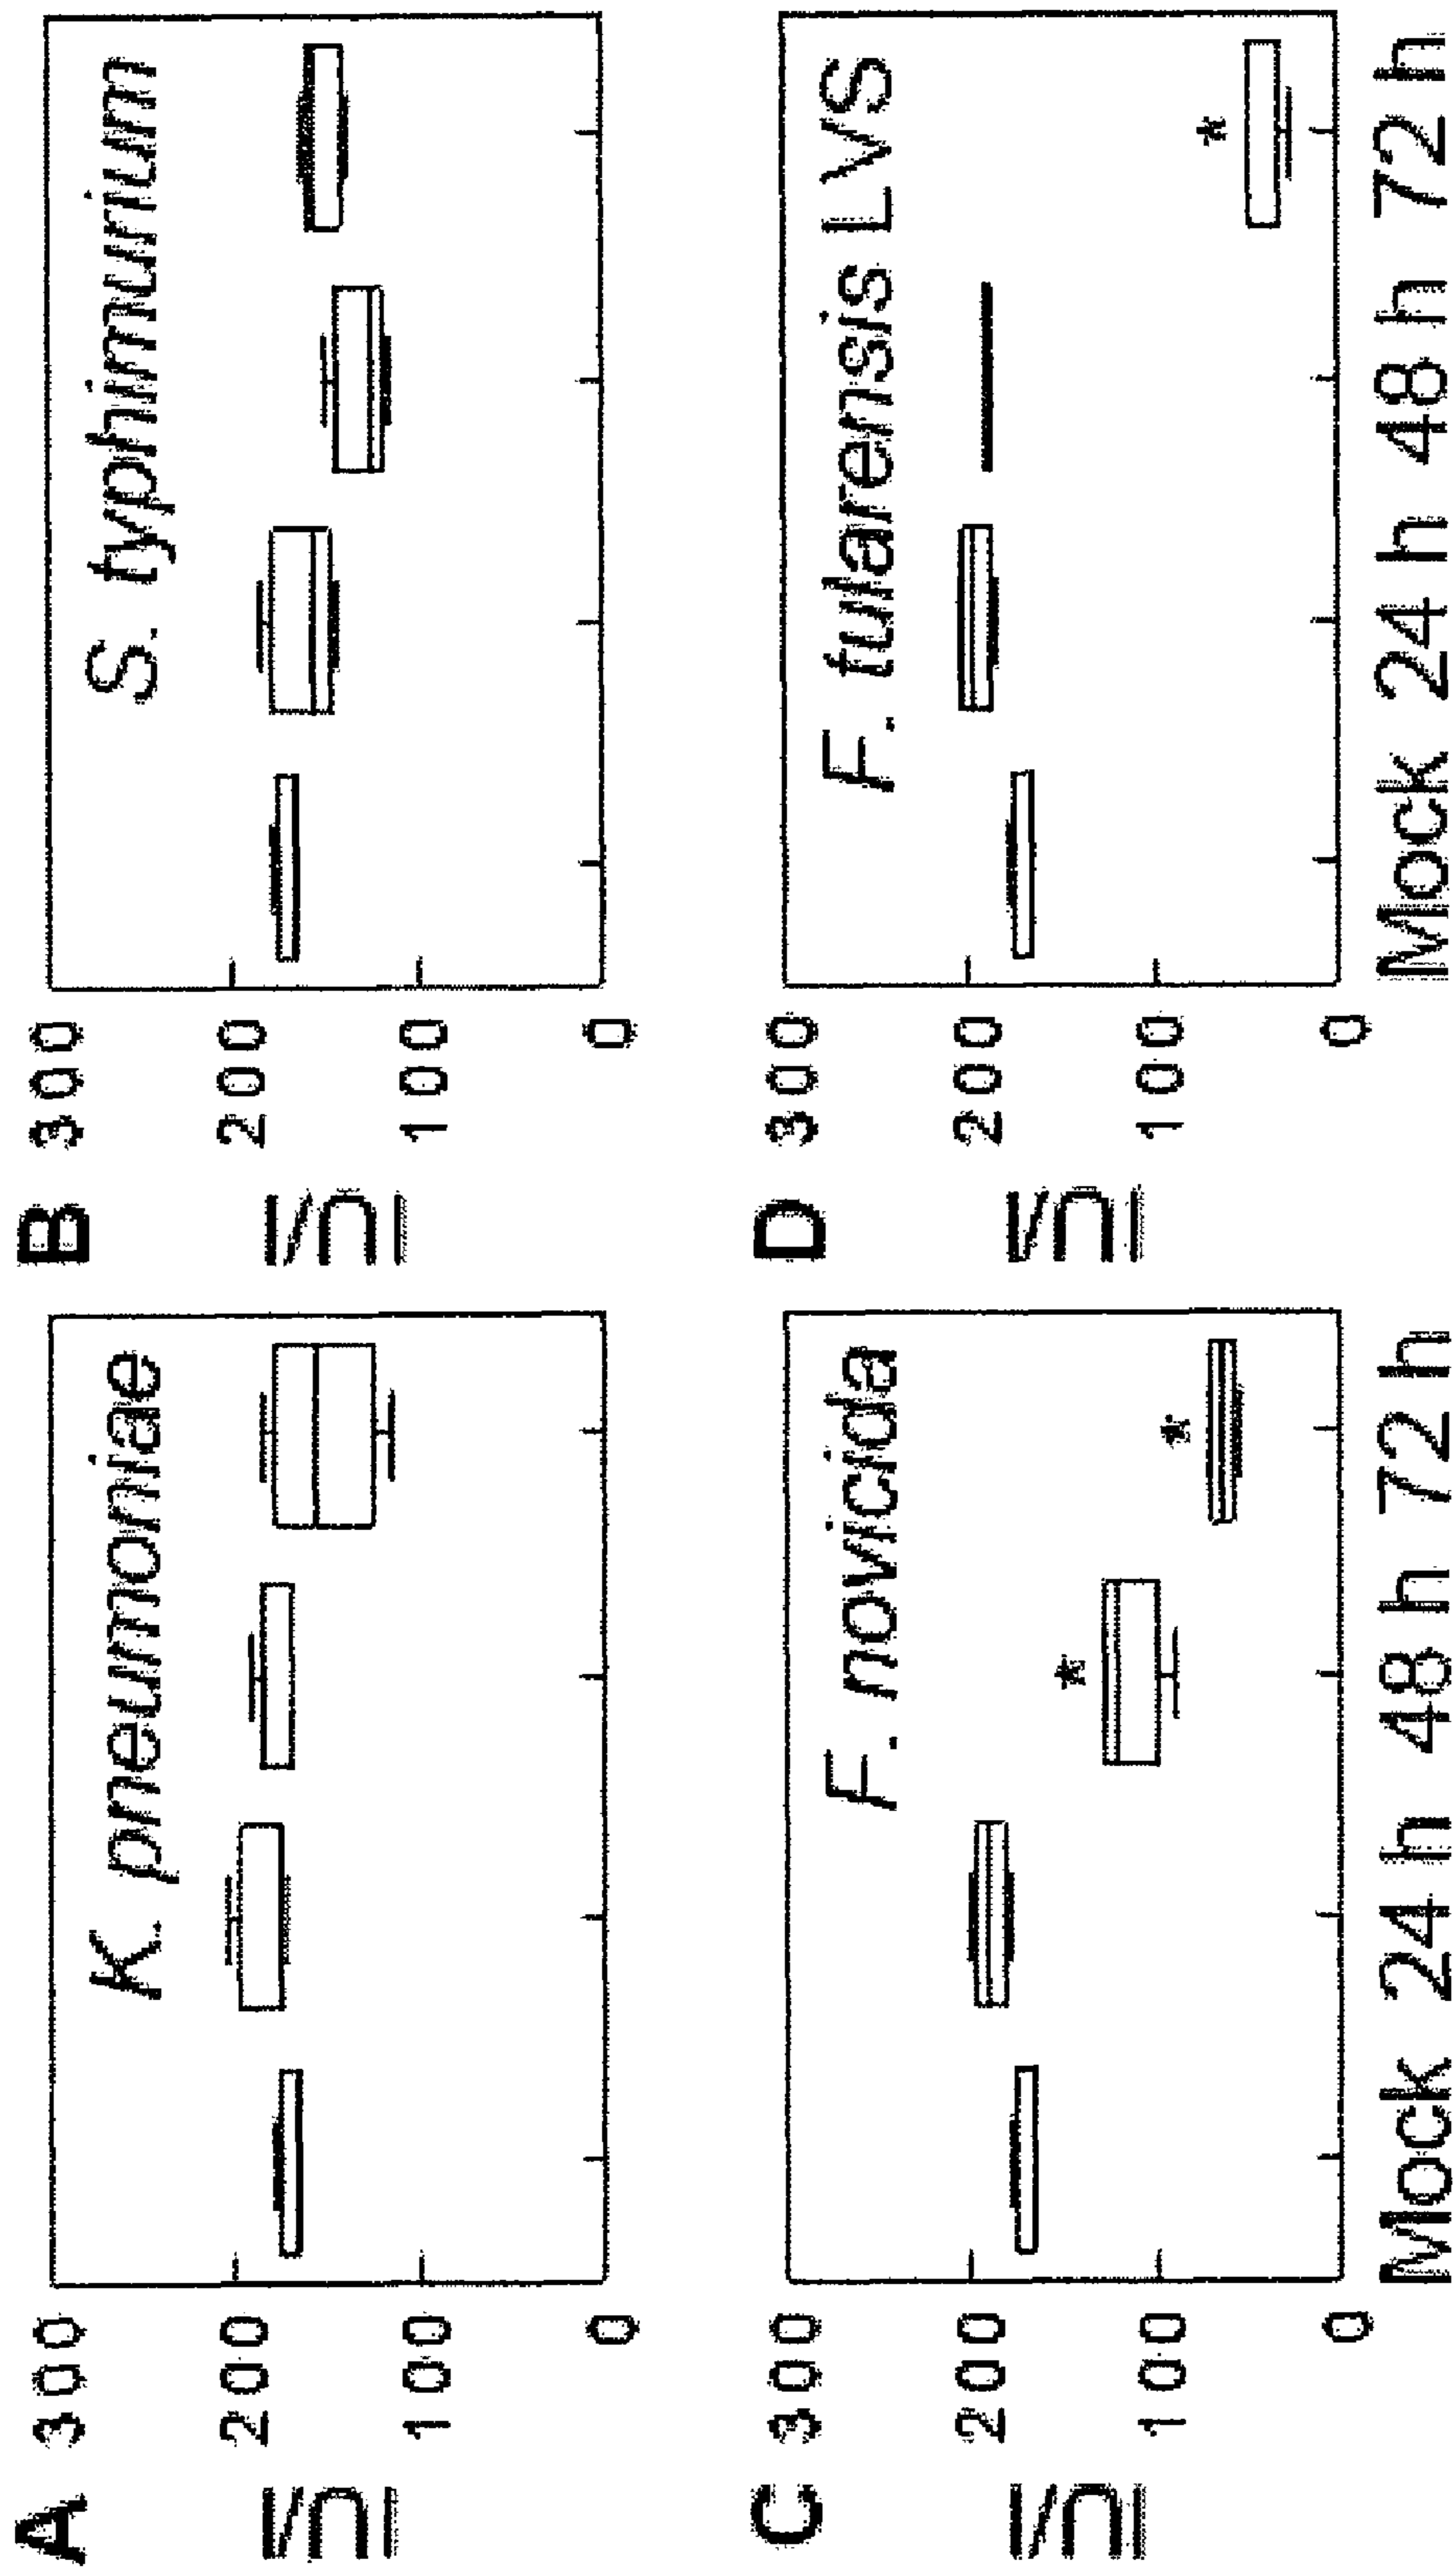 A
K. pneumoniae
300
200
100
0
IU/l
B
S. typhimurium
300
200
100
0
IU/l
C
F. novicida
300
200
100
0
IU/l
Mock 24 h 48 h 72 h
*
*
D
F. tularensis LVS
300
200
100
0
IU/l
Mock 24 h 48 h 72 h
*